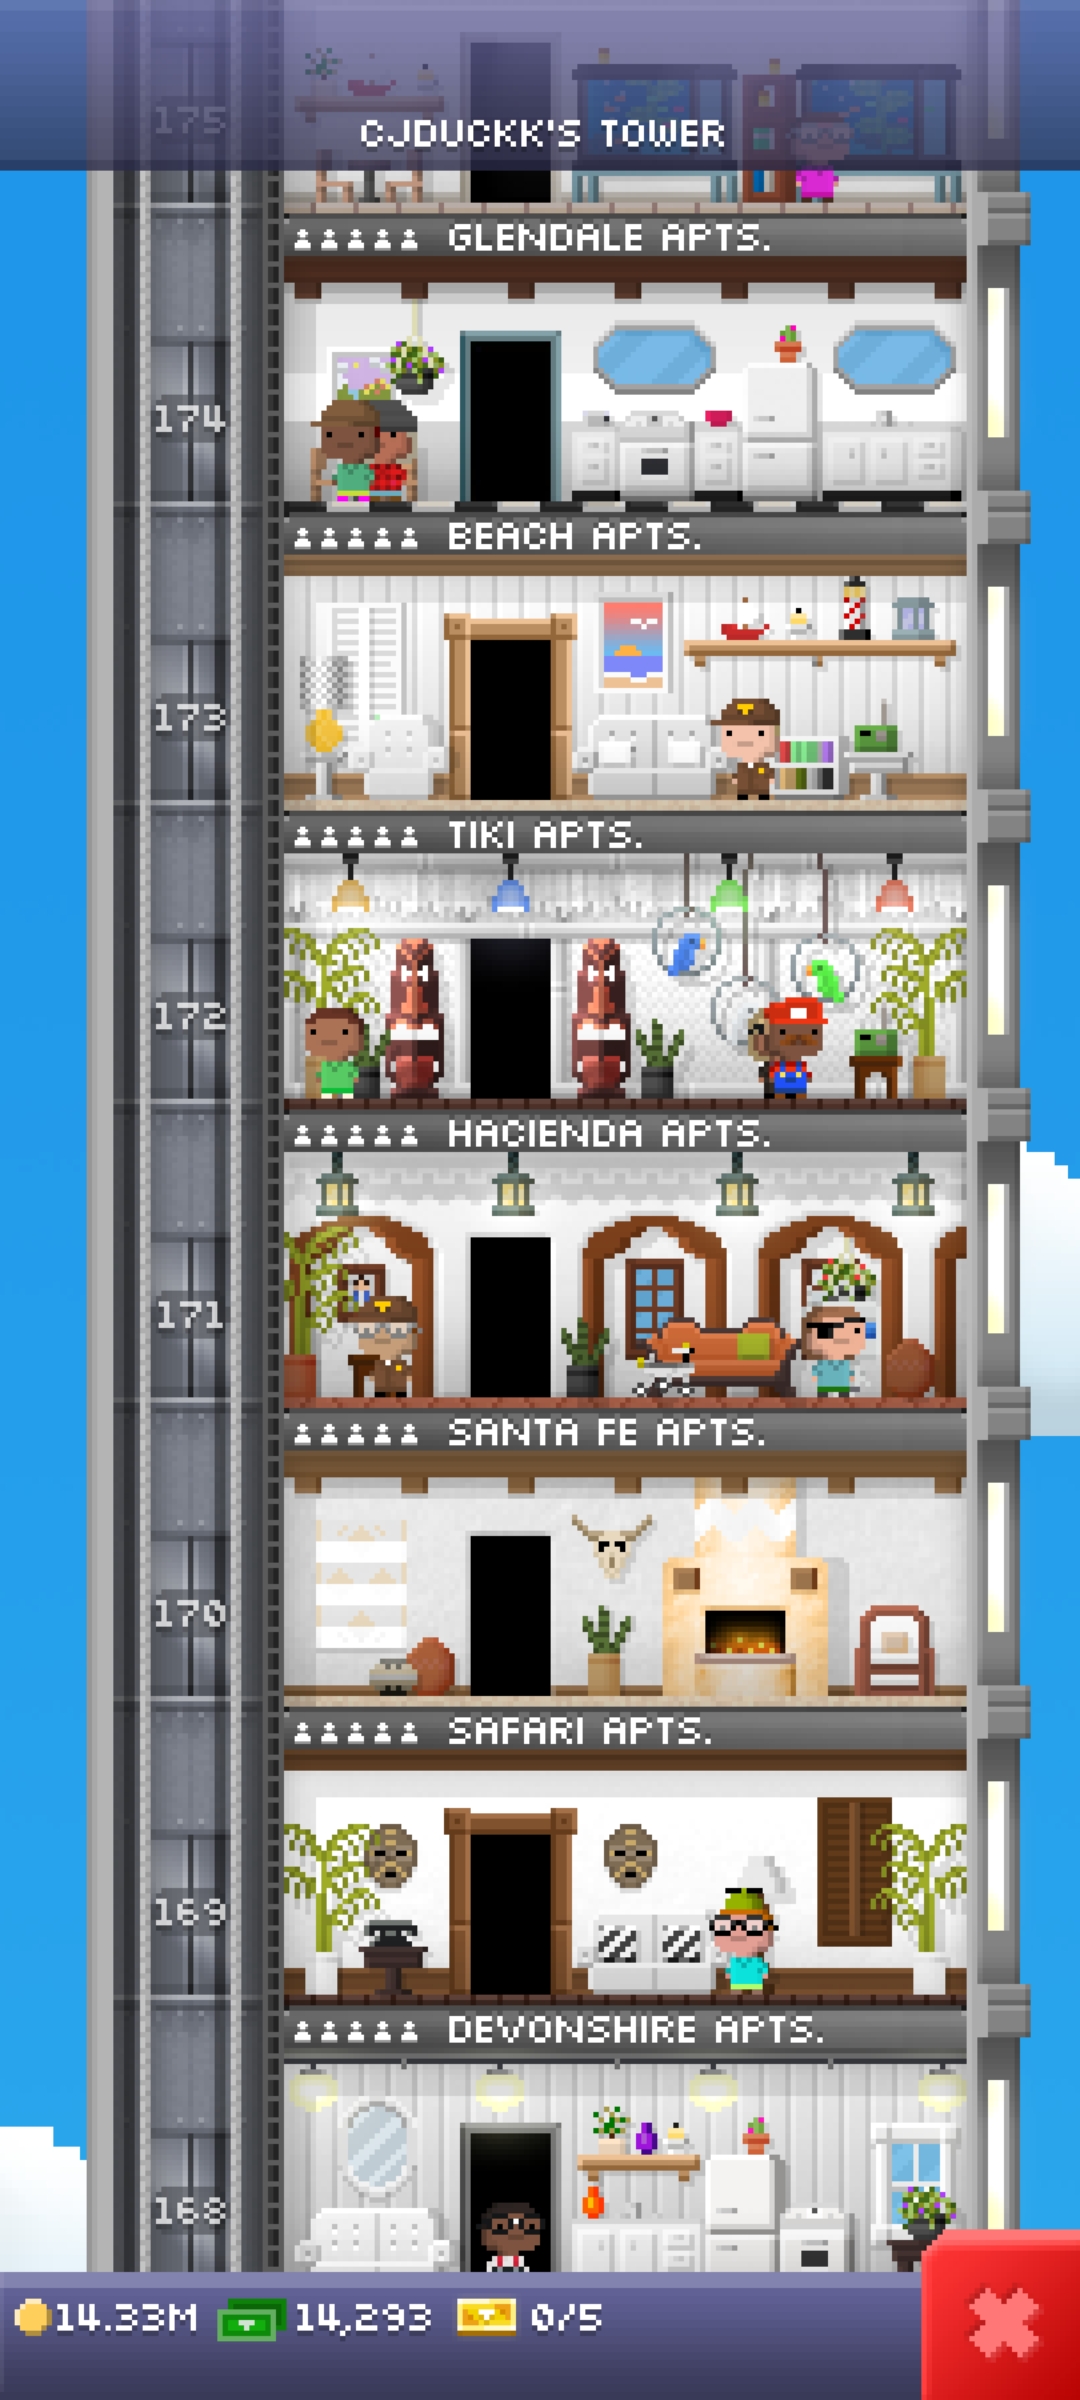 CJDUCKK'S TOWER
175
GLENDALE APTS.
174
BEACH APTS.
173
TIKI APTS.
172
HACIENDA APTS.
171
SANTA FE APTS.
170
SAFARI APTS.
169
DEVONSHIRE APTS.
168
14.33M 14,293 0/5